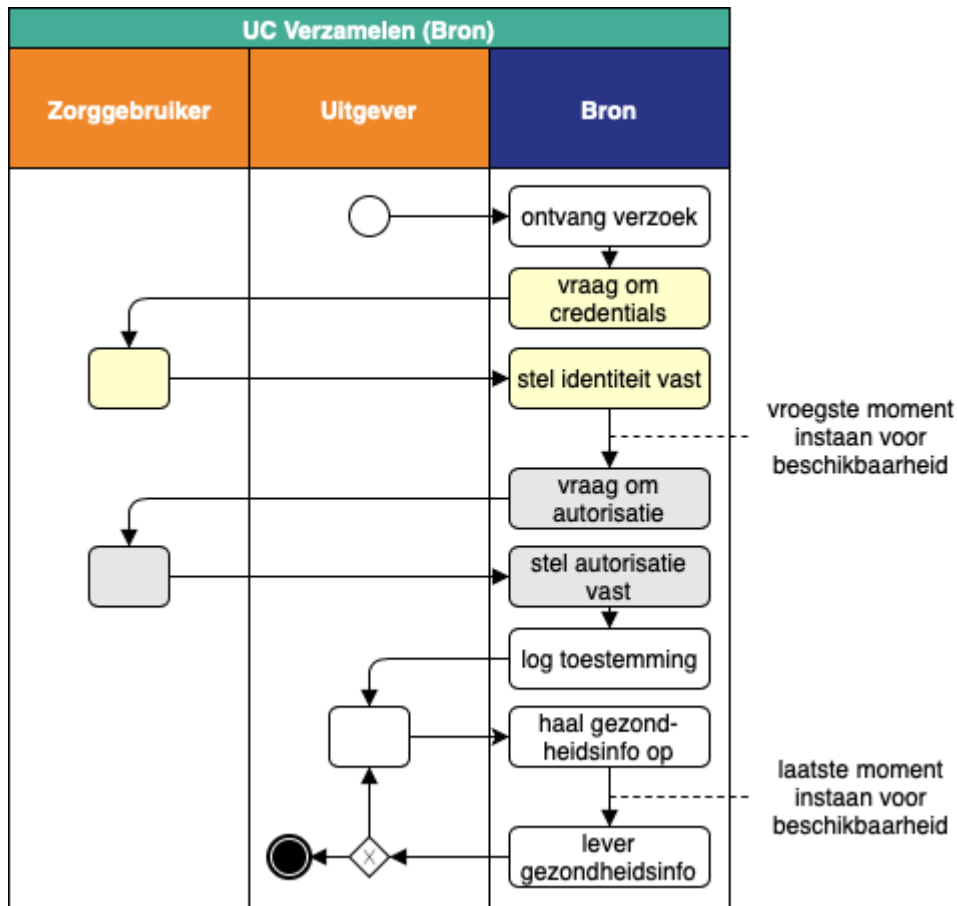 UC Verzamelen (Bron)
Zorggebruiker
Uitgever
Bron
ontvang verzoek
vraag om
credentials
stel identiteit vast
vroegste moment
instaan voor
beschikbaarheid
vraag om
autorisatie
stel autorisatie
vast
log toestemming
haal gezond-
heidsinfo op
laatste moment
instaan voor
beschikbaarheid
lever
gezondheidsinfo
X